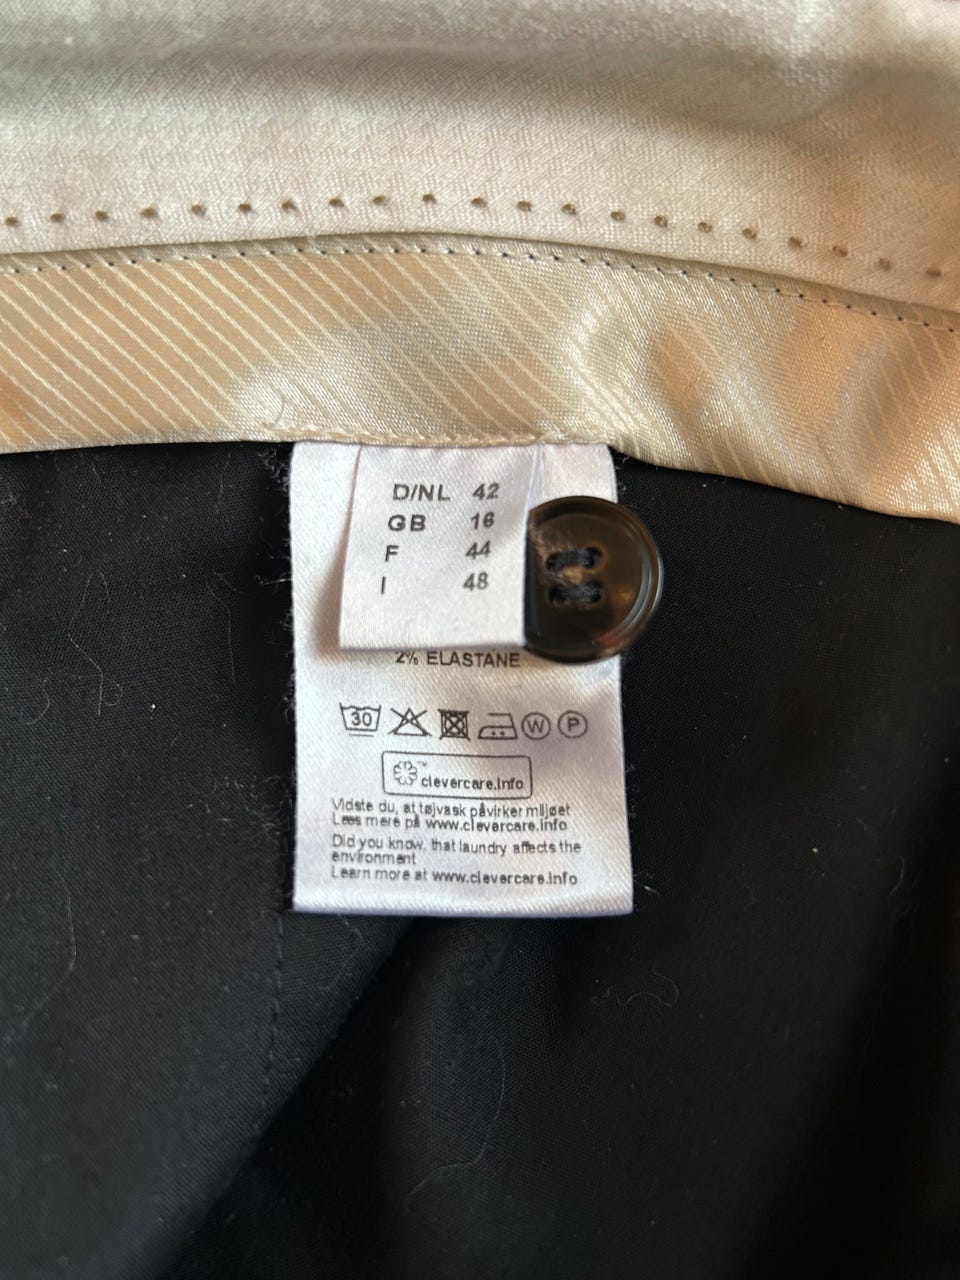 D/NL 42
GB 16
F 44
I 48
2% ELASTANE
30 W P
clevercare.info™
Vidste du, at tøjvask påvirker miljøet
Læs mere på www.clevercare.info
Did you know, that laundry affects the
environment
Learn more at www.clevercare.info